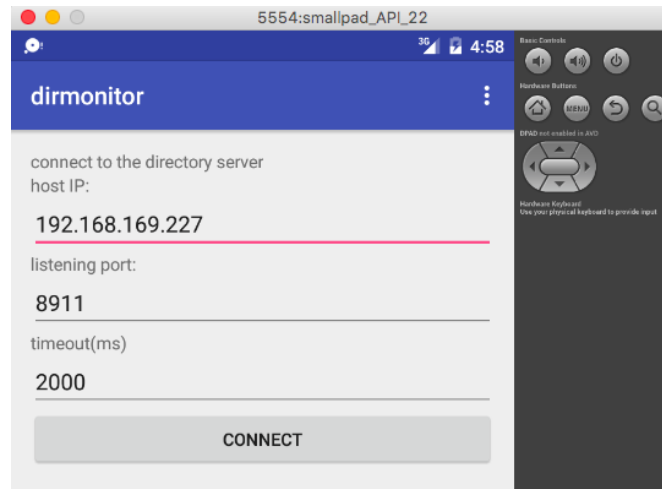 5554:smallpad_API_22
3G 4:58
dirmonitor
connect to the directory server
host IP:
192.168.169.227
listening port:
8911
timeout(ms)
2000
CONNECT
Basic Controls
Hardware Buttons
MENU
DPAD not enabled in AVD
Hardware Keyboard
Use your physical keyboard to provide input